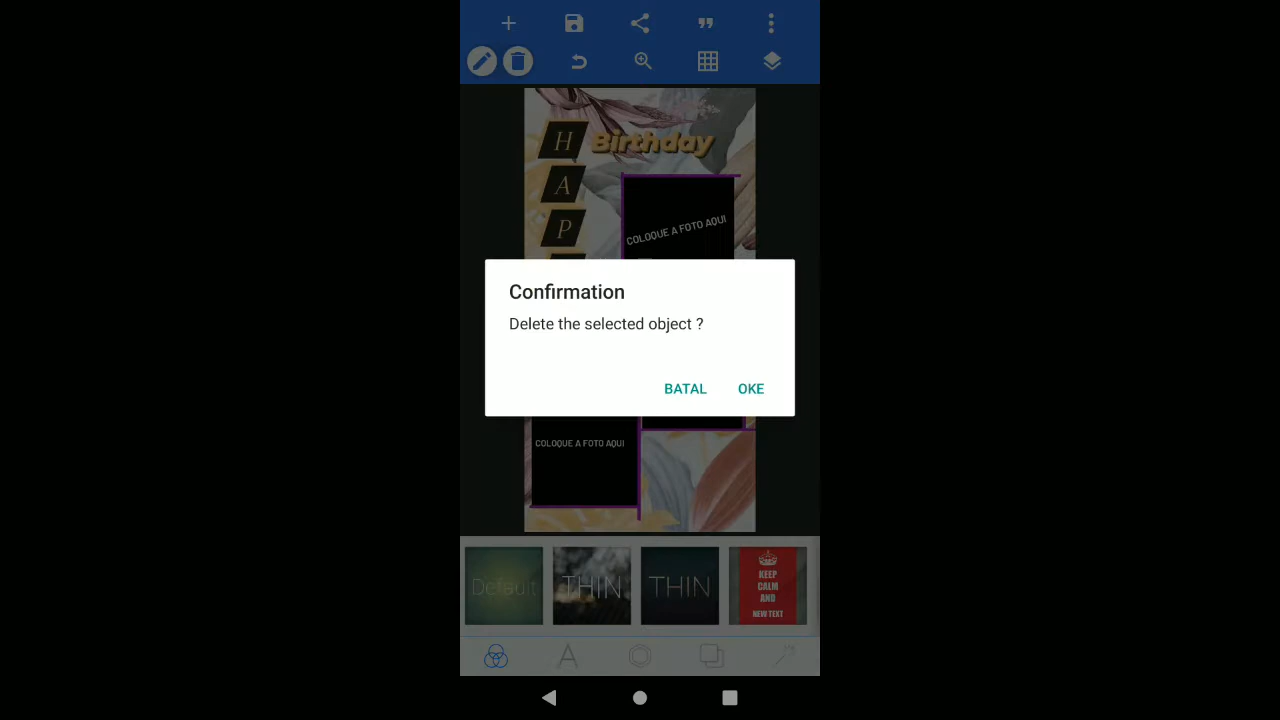 H Birthday
A
P
COLOQUE A FOTO AQUI
Confirmation
Delete the selected object ?
BATAL OKE
COLOQUE A FOTO AQUI
Default THIN THIN KEEP
CALM
AND
NEW TEXT